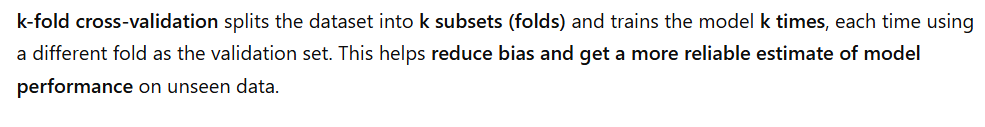 k-fold cross-validation splits the dataset into k subsets (folds) and trains the model k times, each time using
a different fold as the validation set. This helps reduce bias and get a more reliable estimate of model
performance on unseen data.